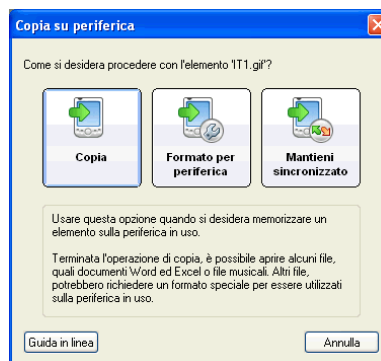 Copia su periferica
Come si desidera procedere con l'elemento 'IT1.gif'?
Copia
Formato per
periferica
Mantieni
sincronizzato
Usare questa opzione quando si desidera memorizzare un
elemento sulla periferica in uso.
Terminata l'operazione di copia, è possibile aprire alcuni file,
quali documenti Word ed Excel o file musicali. Altri file,
potrebbero richiedere un formato speciale per essere utilizzati
sulla periferica in uso.
Guida in linea
Annulla